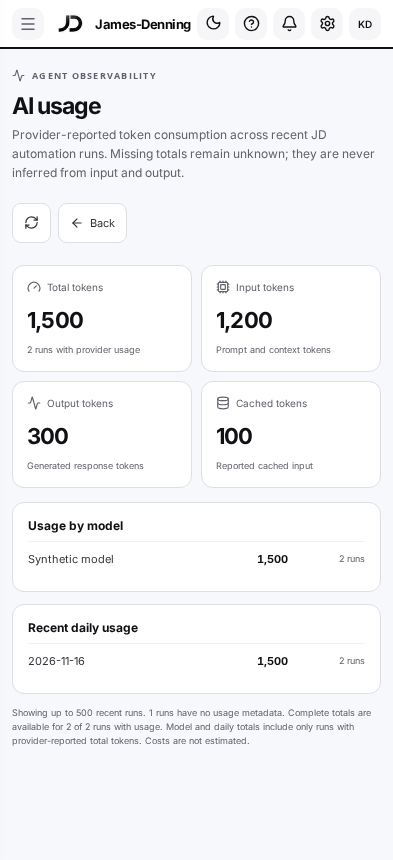 JD James-Denning KD
AGENT OBSERVABILITY
AI usage
Provider-reported token consumption across recent JD
automation runs. Missing totals remain unknown; they are never
inferred from input and output.
Back
Total tokens
1,500
2 runs with provider usage
Input tokens
1,200
Prompt and context tokens
Output tokens
300
Generated response tokens
Cached tokens
100
Reported cached input
Usage by model
Synthetic model 1,500 2 runs
Recent daily usage
2026-11-16 1,500 2 runs
Showing up to 500 recent runs. 1 runs have no usage metadata. Complete totals are
available for 2 of 2 runs with usage. Model and daily totals include only runs with
provider-reported total tokens. Costs are not estimated.